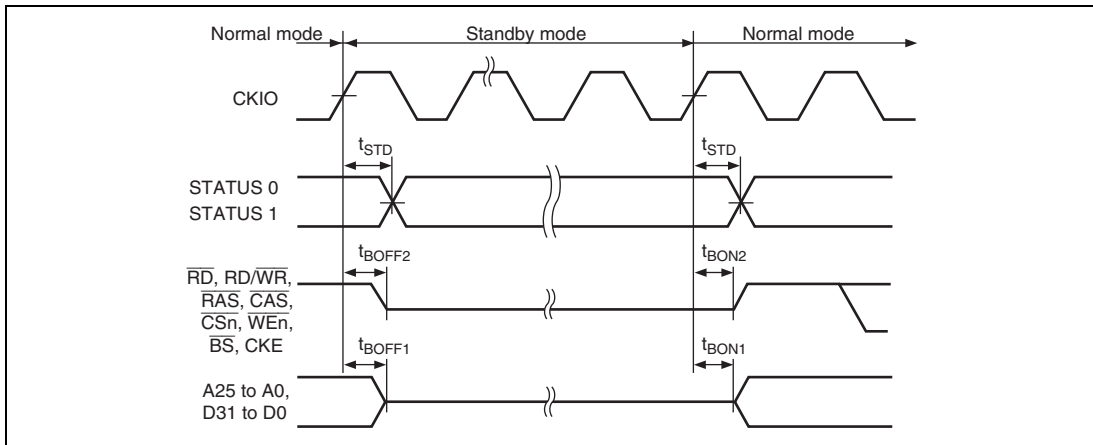 Normal mode Standby mode Normal mode
CKIO
tSTD tSTD
STATUS 0
STATUS 1
tBOFF2 tBON2
RD, RD/WR,
RAS, CAS,
CSn, WEn,
BS, CKE
tBOFF1 tBON1
A25 to A0,
D31 to D0